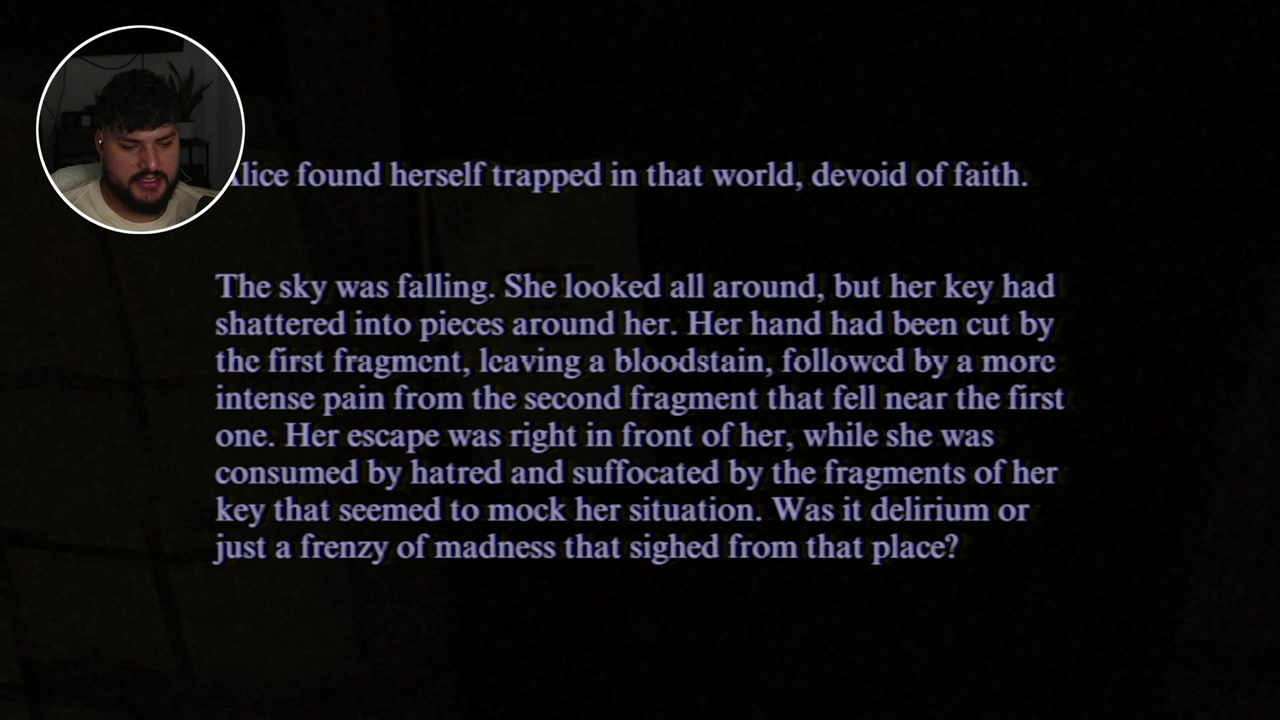 Alice found herself trapped in that world, devoid of faith.
The sky was falling. She looked all around, but her key had
shattered into pieces around her. Her hand had been cut by
the first fragment, leaving a bloodstain, followed by a more
intense pain from the second fragment that fell near the first
one. Her escape was right in front of her, while she was
consumed by hatred and suffocated by the fragments of her
key that seemed to mock her situation. Was it delirium or
just a frenzy of madness that sighed from that place?